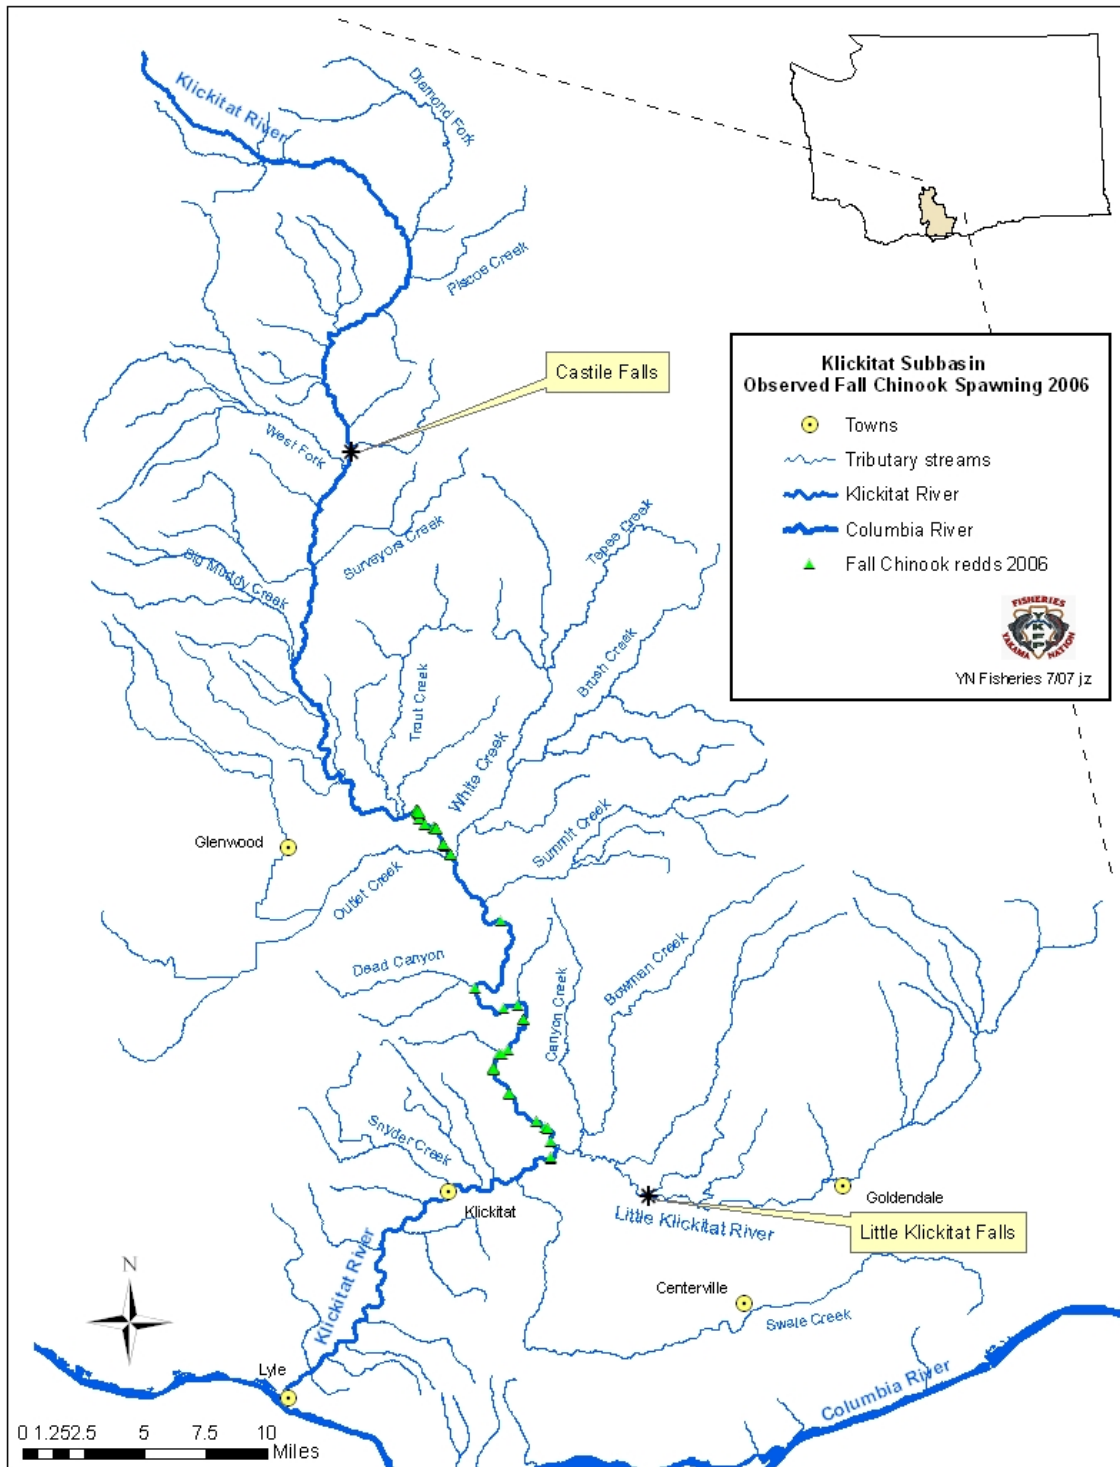 Klickitat River
Diamond Fork
Piscoe Creek
Castile Falls
West Fork
Surveyors Creek
Big Muddy Creek
Tepee Creek
Brush Creek
Trout Creek
White Creek
Summit Creek
Glenwood
Outlet Creek
Dead Canyon
Canyon Creek
Bowman Creek
Snyder Creek
Klickitat
Goldendale
Little Klickitat River
Little Klickitat Falls
Klickitat River
Centerville
Swale Creek
Lyle
Columbia River
N
0 1.252.5 5 7.5 10
Miles
Klickitat Subbasin
Observed Fall Chinook Spawning 2006
Towns
Tributary streams
Klickitat River
Columbia River
Fall Chinook redds 2006
FISHERIES
YKFP
YAKAMA NATION
YN Fisheries 7/07 jz